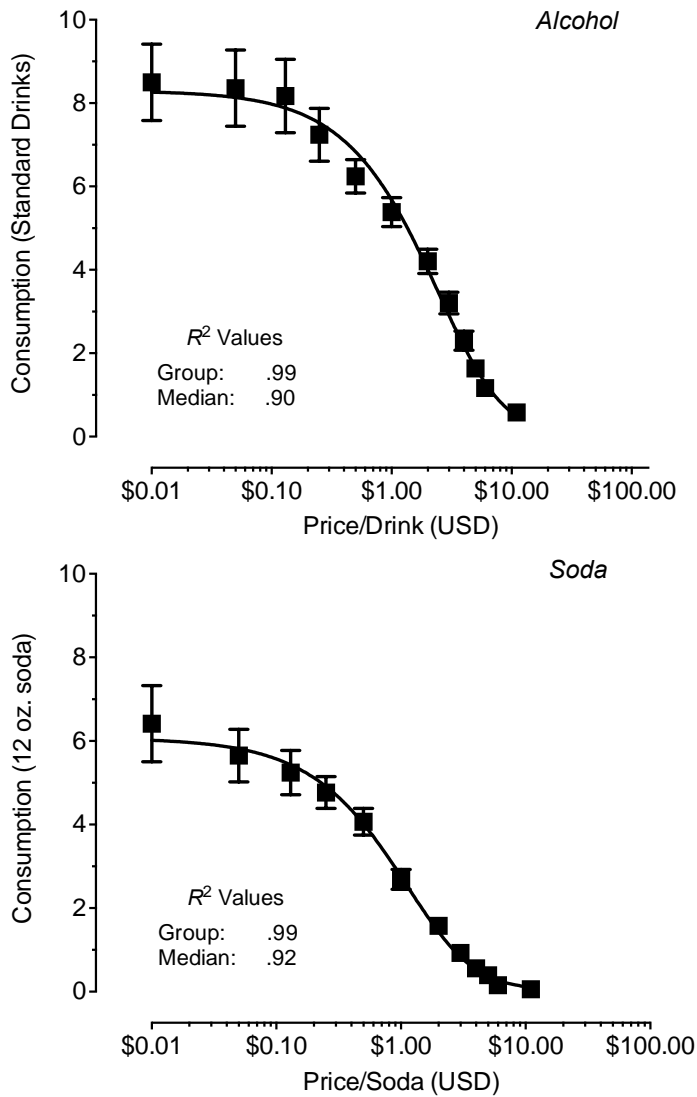 Alcohol
10
8
6
4
2
0
Consumption (Standard Drinks)
R² Values
Group: .99
Median: .90
$0.01 $0.10 $1.00 $10.00 $100.00
Price/Drink (USD)
Soda
10
8
6
4
2
0
Consumption (12 oz. soda)
R² Values
Group: .99
Median: .92
$0.01 $0.10 $1.00 $10.00 $100.00
Price/Soda (USD)